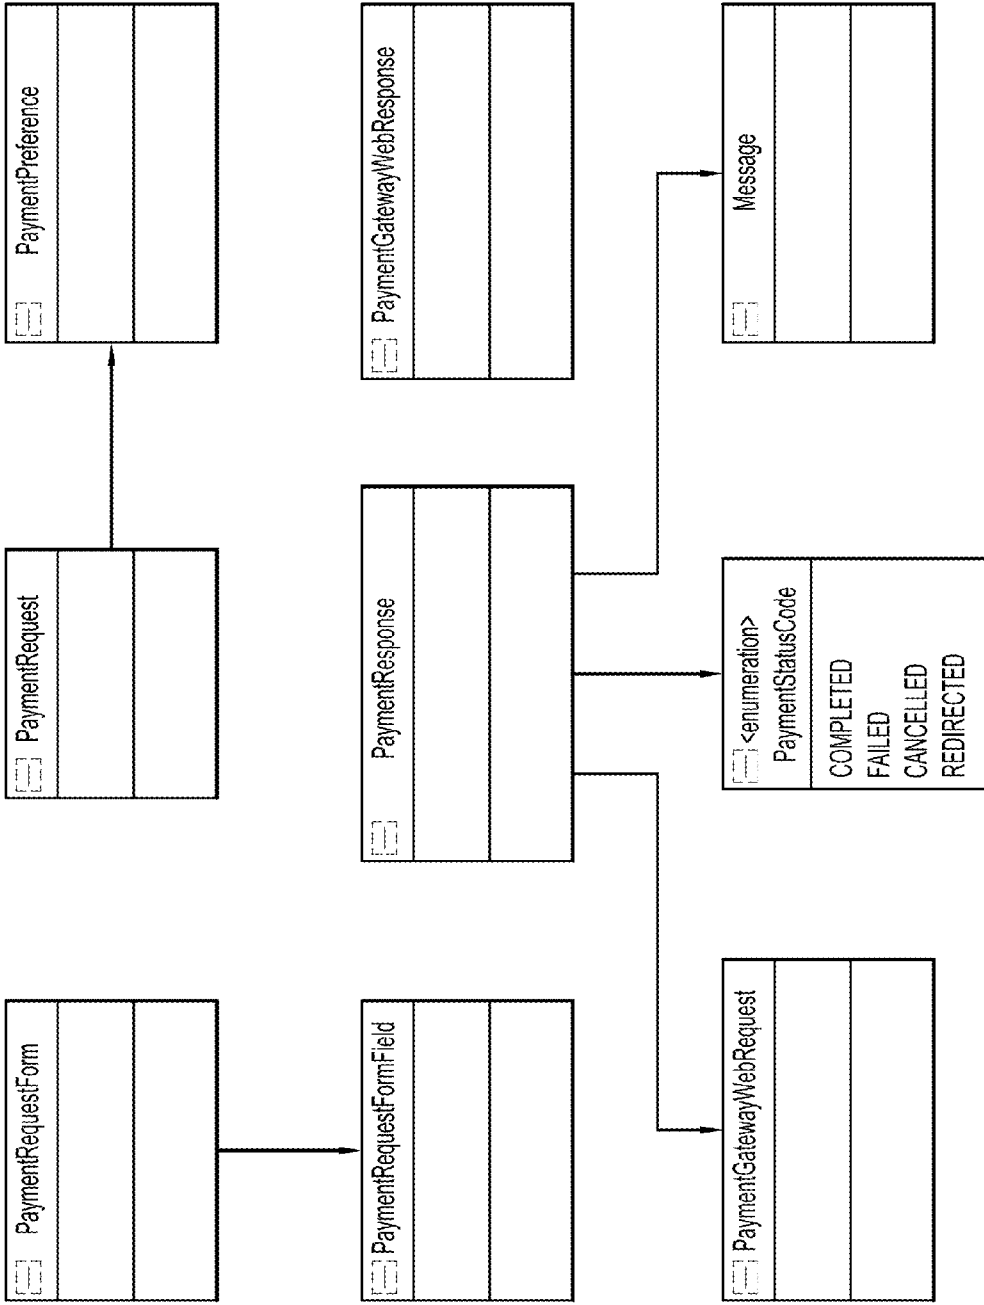 PaymentRequestForm
PaymentRequest
PaymentPreference
PaymentRequestFormField
PaymentResponse
PaymentGatewayWebResponse
PaymentGatewayWebRequest
<enumeration>
PaymentStatusCode
COMPLETED
FAILED
CANCELLED
REDIRECTED
Message